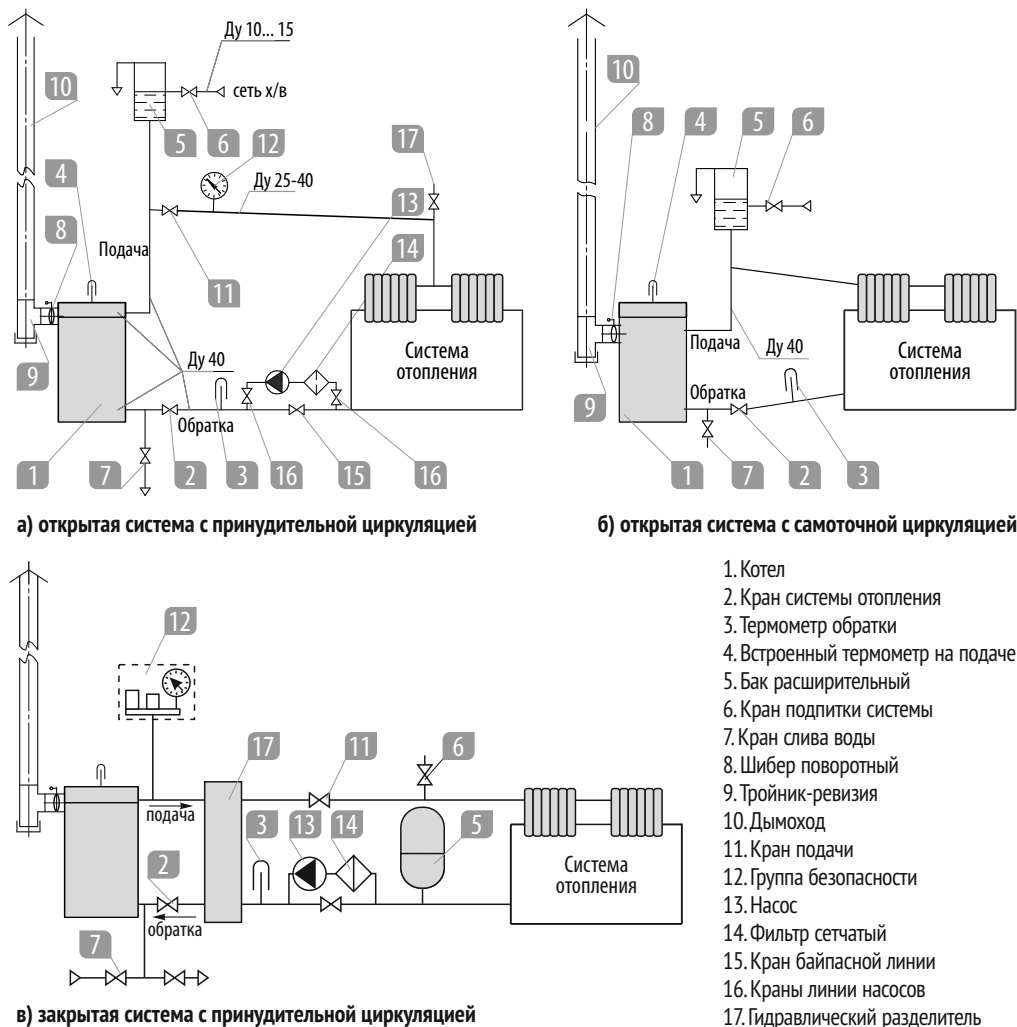 10
Ду 10... 15
сеть х/в
5
6
12
17
4
Ду 25-40
13
8
14
Подача
11
9
Ду 40
Система
отопления
Обратка
1
7
2
3
16
15
16
а) открытая система с принудительной циркуляцией
10
8
4
5
6
Подача
Ду 40
Система
отопления
9
Обратка
1
7
2
3
б) открытая система с самоточной циркуляцией
12
17
11
6
подача
3
13
14
5
2
Система
отопления
обратка
7
в) закрытая система с принудительной циркуляцией
1. Котел
2. Кран системы отопления
3. Термометр обратки
4. Встроенный термометр на подаче
5. Бак расширительный
6. Кран подпитки системы
7. Кран слива воды
8. Шибер поворотный
9. Тройник-ревизия
10. Дымоход
11. Кран подачи
12. Группа безопасности
13. Насос
14. Фильтр сетчатый
15. Кран байпасной линии
16. Краны линии насосов
17. Гидравлический разделитель